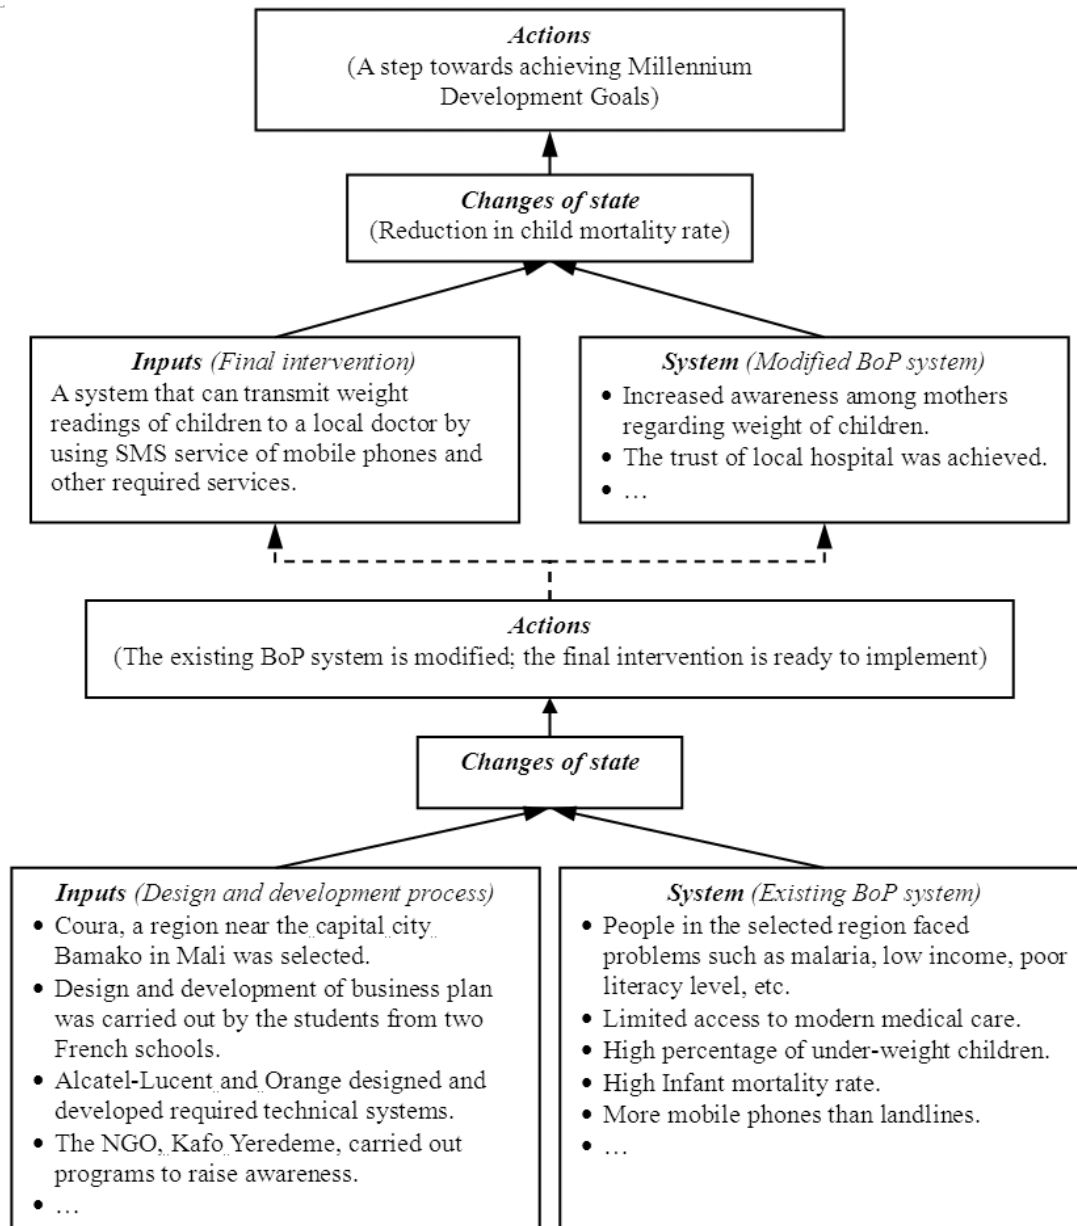 Actions
(A step towards achieving Millennium
Development Goals)
Changes of state
(Reduction in child mortality rate)
Inputs (Final intervention)
A system that can transmit weight
readings of children to a local doctor by
using SMS service of mobile phones and
other required services.
System (Modified BoP system)
• Increased awareness among mothers
regarding weight of children.
• The trust of local hospital was achieved.
• …
Actions
(The existing BoP system is modified; the final intervention is ready to implement)
Changes of state
Inputs (Design and development process)
• Coura, a region near the capital city
Bamako in Mali was selected.
• Design and development of business plan
was carried out by the students from two
French schools.
• Alcatel-Lucent and Orange designed and
developed required technical systems.
• The NGO, Kafo Yeredeme, carried out
programs to raise awareness.
• …
System (Existing BoP system)
• People in the selected region faced
problems such as malaria, low income, poor
literacy level, etc.
• Limited access to modern medical care.
• High percentage of under-weight children.
• High Infant mortality rate.
• More mobile phones than landlines.
• …